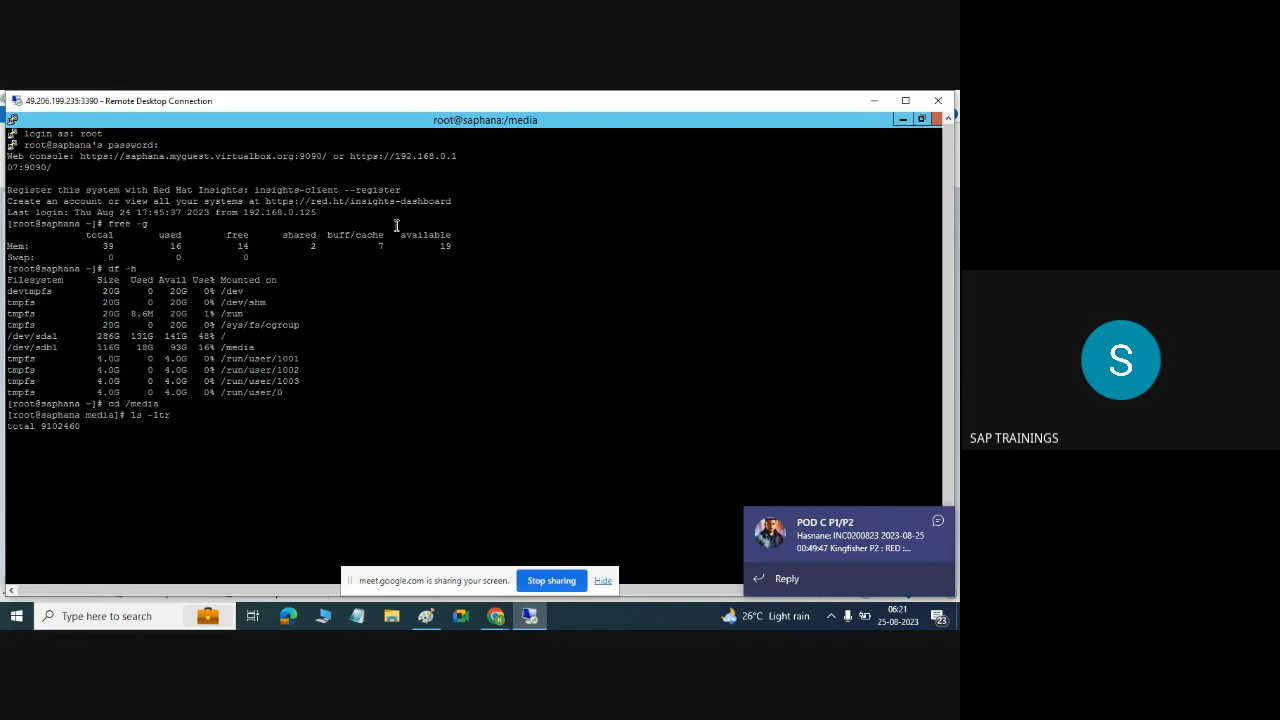 49.206.199.235:3390 - Remote Desktop Connection
root@saphana:/media
login as: root
root@saphana's password:
Web console: https://saphana.myguest.virtualbox.org:9090/ or https://192.168.0.1
07:9090/
Register this system with Red Hat Insights: insights-client --register
Create an account or view all your systems at https://red.ht/insights-dashboard
Last login: Thu Aug 24 17:45:37 2023 from 192.168.0.125
[root@saphana ~]# free -g
total used free shared buff/cache available
Mem: 39 16 14 2 7 19
Swap: 0 0 0
[root@saphana ~]# df -h
Filesystem Size Used Avail Use% Mounted on
devtmpfs 20G 0 20G 0% /dev
tmpfs 20G 0 20G 0% /dev/shm
tmpfs 20G 8.6M 20G 1% /run
tmpfs 20G 0 20G 0% /sys/fs/cgroup
/dev/sda1 286G 131G 141G 48% /
/dev/sdb1 116G 18G 93G 16% /media
tmpfs 4.0G 0 4.0G 0% /run/user/1001
tmpfs 4.0G 0 4.0G 0% /run/user/1002
tmpfs 4.0G 0 4.0G 0% /run/user/1003
tmpfs 4.0G 0 4.0G 0% /run/user/0
[root@saphana ~]# cd /media
[root@saphana media]# ls -ltr
total 9102460
POD C P1/P2
Hasnane: INC0200823 2023-08-25
00:49:47 Kingfisher P2 : RED :...
Reply
meet.google.com is sharing your screen.
Stop sharing
Hide
Type here to search
26°C Light rain
06:21
25-08-2023
23
S
SAP TRAININGS